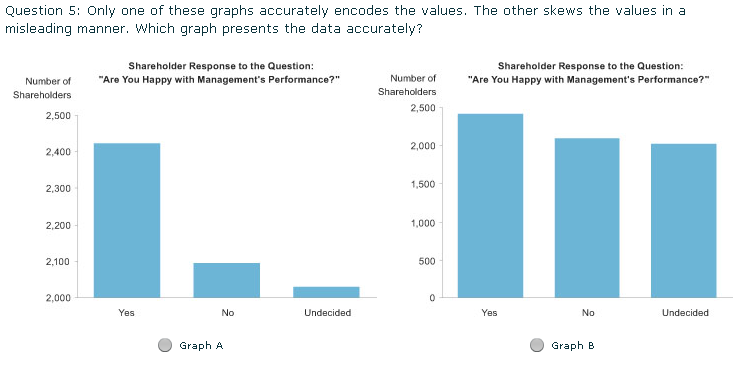 Question 5: Only one of these graphs accurately encodes the values. The other skews the values in a
misleading manner. Which graph presents the data accurately?
Shareholder Response to the Question:
"Are You Happy with Management's Performance?"
Number of
Shareholders
2,500
2,400
2,300
2,200
2,100
2,000
Yes
No
Undecided
Graph A
Shareholder Response to the Question:
"Are You Happy with Management's Performance?"
Number of
Shareholders
2,500
2,000
1,500
1,000
500
0
Yes
No
Undecided
Graph B